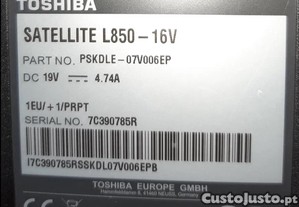 TOSHIBA
SATELLITE L850-16V
PART NO. PSKDLE-07V006EP
DC 19V 4.74A
1EU/+1/PRPT
SERIAL NO. 7C390785R
I7C390785RSSKDL07V006EPB
TOSHIBA EUROPE GMBH
CustoJusto.pt